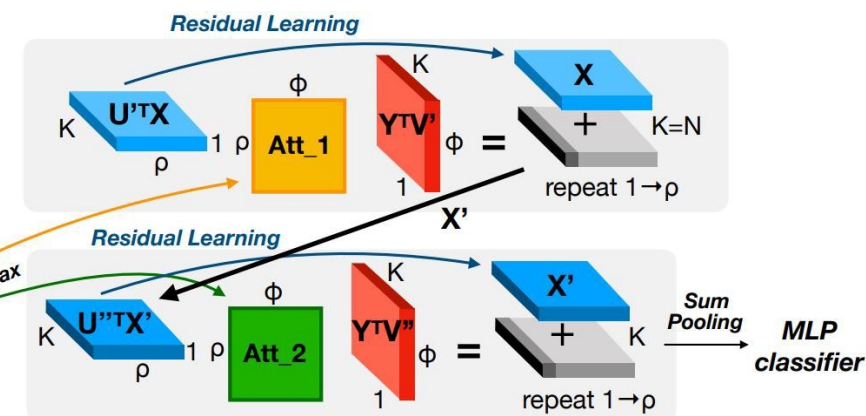 Residual Learning
K
U'ᵀX
ρ
1
ρ
Φ
Att_1
K
YᵀV'
Φ
1
=
X
+
K=N
repeat 1→ρ
X'
ax
Residual Learning
K
U''ᵀX'
ρ
1
ρ
Φ
Att_2
K
YᵀV''
Φ
1
=
X'
+
K
repeat 1→ρ
Sum
Pooling
MLP
classifier